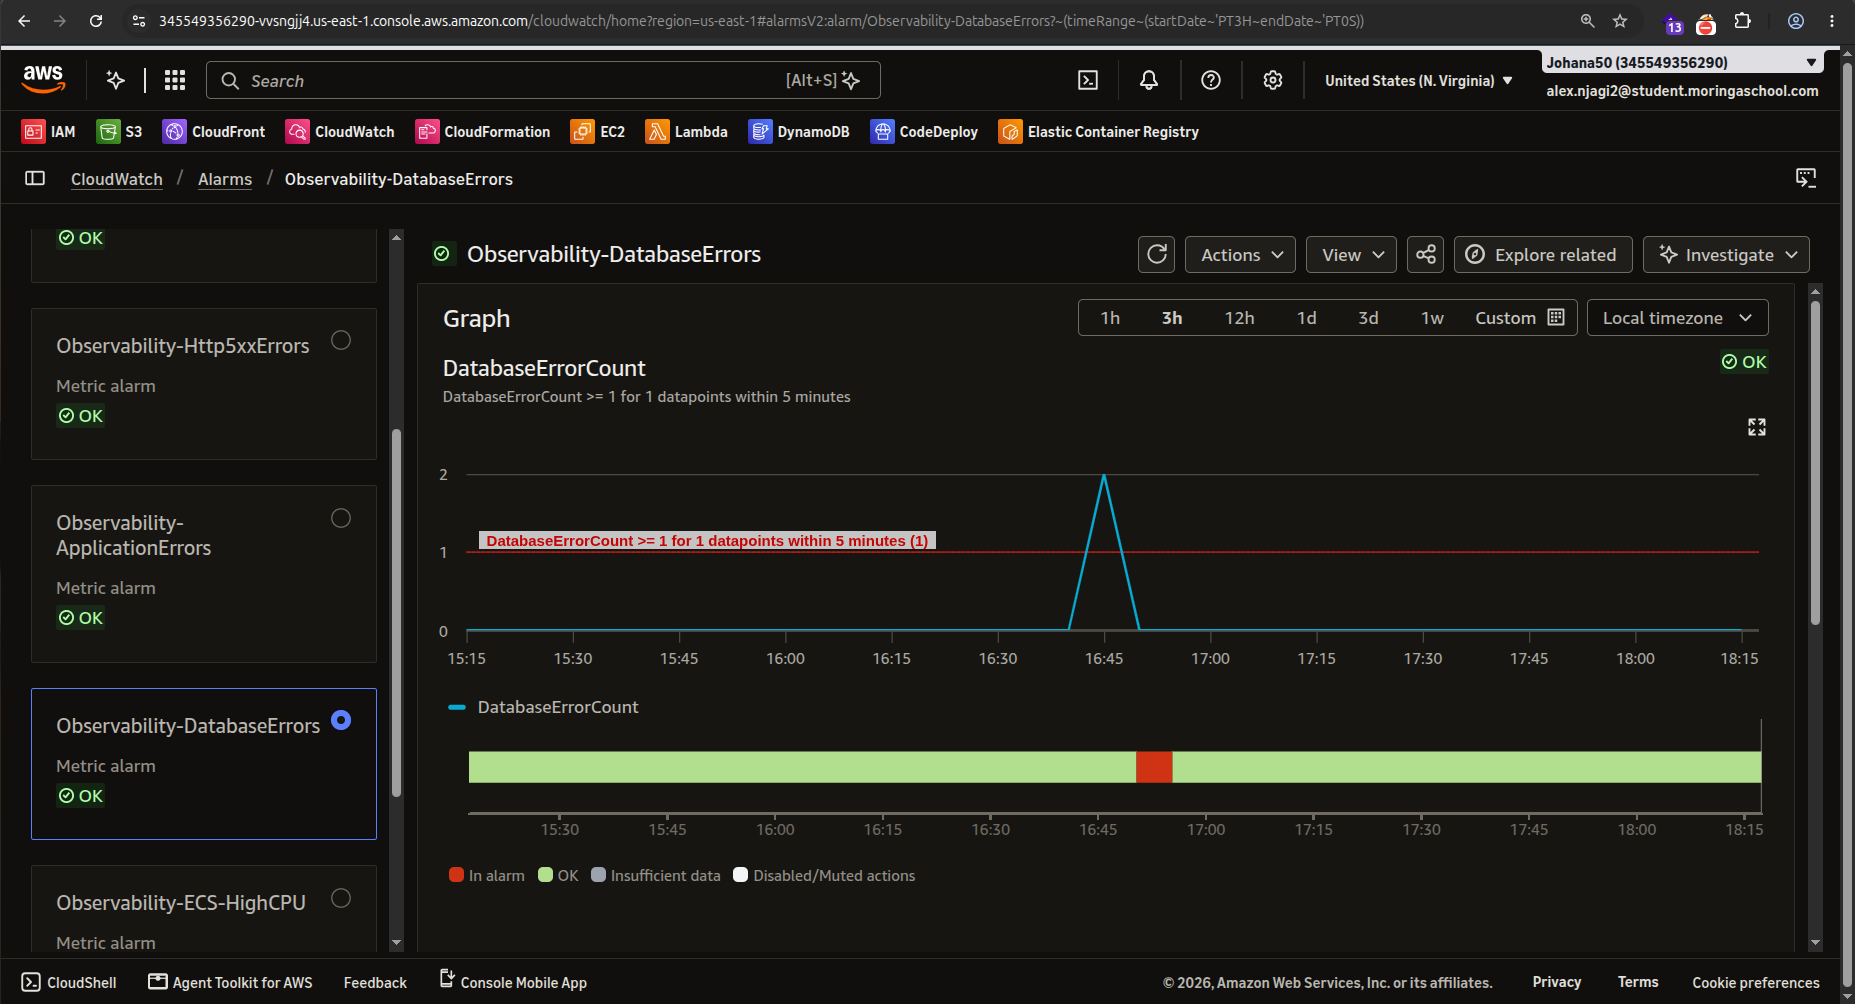 345549356290-vvsngjj4.us-east-1.console.aws.amazon.com/cloudwatch/home?region=us-east-1#alarmsV2:alarm/Observability-DatabaseErrors?~(timeRange~(startDate~'PT3H~endDate~'PT0S))
13
aws
Search
[Alt+S]
United States (N. Virginia)
Johana50 (345549356290)
alex.njagi2@student.moringaschool.com
IAM
S3
CloudFront
CloudWatch
CloudFormation
EC2
Lambda
DynamoDB
CodeDeploy
Elastic Container Registry
CloudWatch / Alarms / Observability-DatabaseErrors
OK
Observability-Http5xxErrors
Metric alarm
OK
Observability-
ApplicationErrors
Metric alarm
OK
Observability-DatabaseErrors
Metric alarm
OK
Observability-ECS-HighCPU
Metric alarm
Observability-DatabaseErrors
Actions
View
Explore related
Investigate
Graph
1h 3h 12h 1d 3d 1w Custom
Local timezone
DatabaseErrorCount
OK
DatabaseErrorCount >= 1 for 1 datapoints within 5 minutes
2
DatabaseErrorCount >= 1 for 1 datapoints within 5 minutes (1)
1
0
15:15 15:30 15:45 16:00 16:15 16:30 16:45 17:00 17:15 17:30 17:45 18:00 18:15
DatabaseErrorCount
15:30 15:45 16:00 16:15 16:30 16:45 17:00 17:15 17:30 17:45 18:00 18:15
In alarm OK Insufficient data Disabled/Muted actions
CloudShell
Agent Toolkit for AWS
Feedback
Console Mobile App
© 2026, Amazon Web Services, Inc. or its affiliates.
Privacy
Terms
Cookie preferences